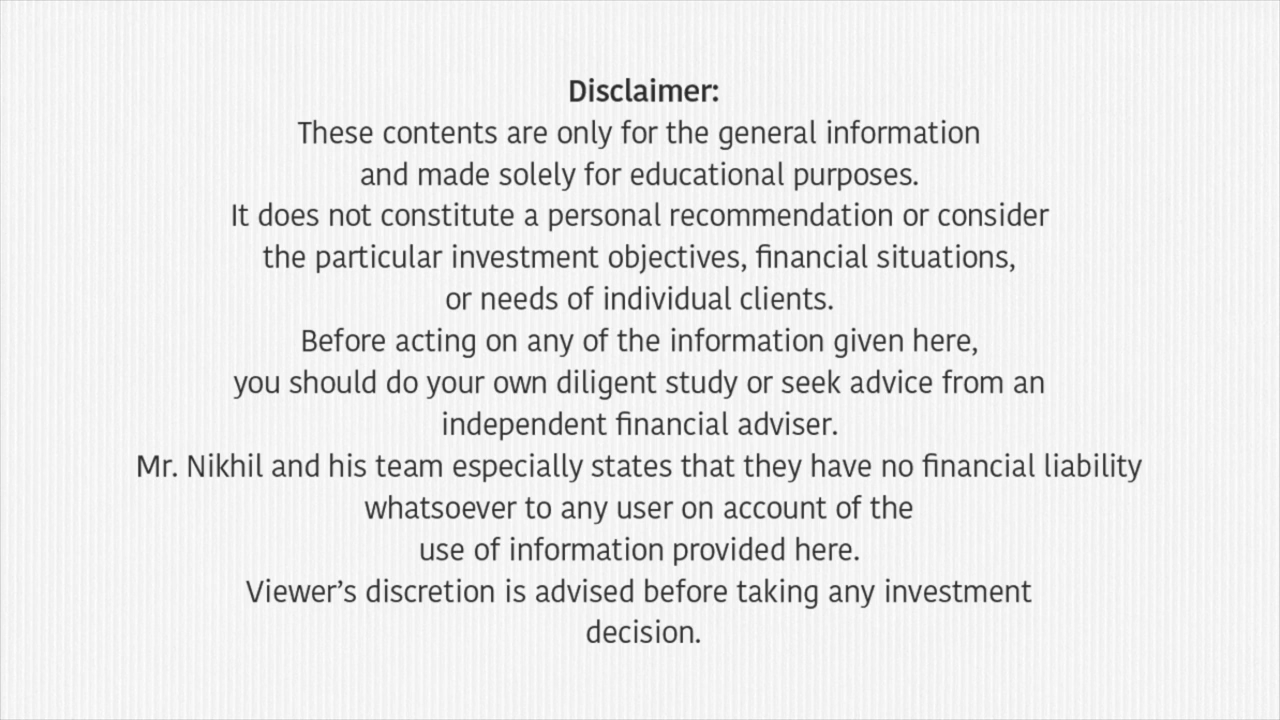 Disclaimer:
These contents are only for the general information
and made solely for educational purposes.
It does not constitute a personal recommendation or consider
the particular investment objectives, financial situations,
or needs of individual clients.
Before acting on any of the information given here,
you should do your own diligent study or seek advice from an
independent financial adviser.
Mr. Nikhil and his team especially states that they have no financial liability
whatsoever to any user on account of the
use of information provided here.
Viewer’s discretion is advised before taking any investment
decision.